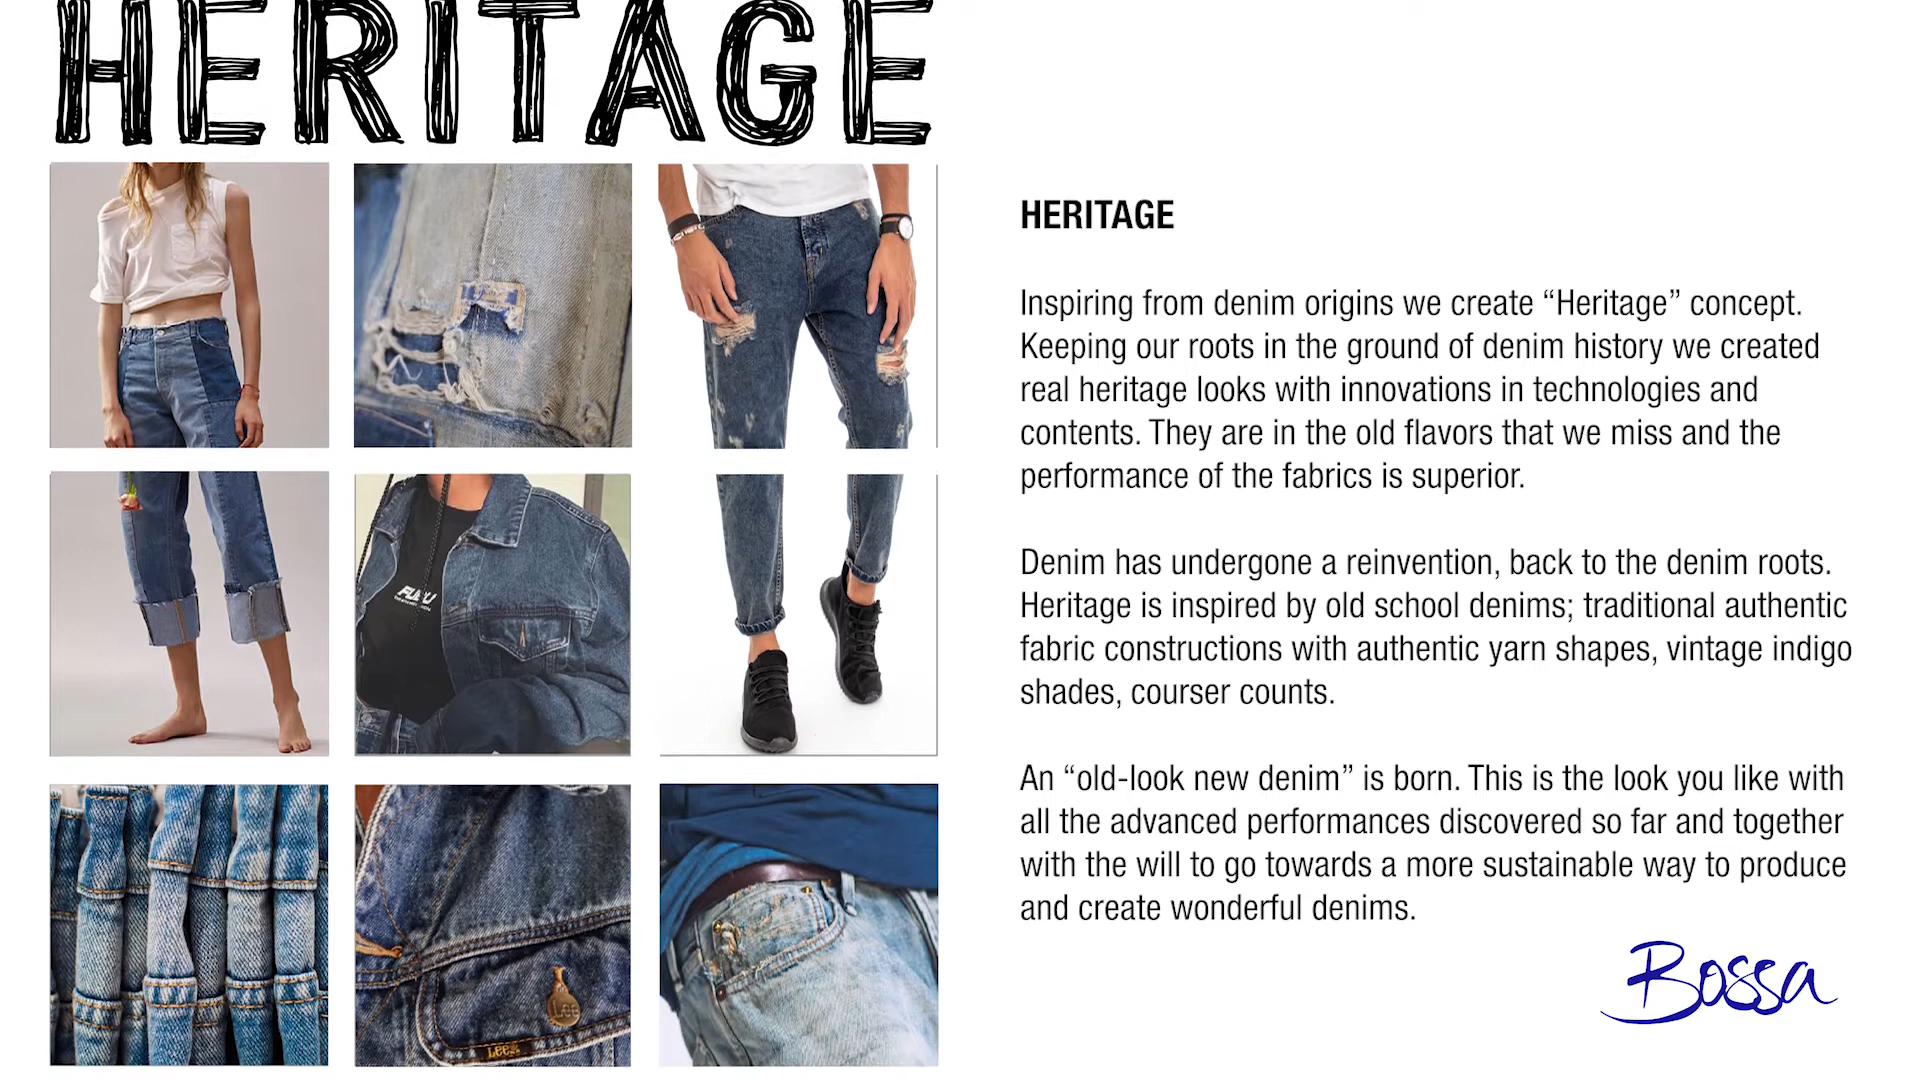 HERITAGE
HERITAGE
Inspiring from denim origins we create “Heritage” concept.
Keeping our roots in the ground of denim history we created
real heritage looks with innovations in technologies and
contents. They are in the old flavors that we miss and the
performance of the fabrics is superior.
Denim has undergone a reinvention, back to the denim roots.
Heritage is inspired by old school denims; traditional authentic
fabric constructions with authentic yarn shapes, vintage indigo
shades, courser counts.
An “old-look new denim” is born. This is the look you like with
all the advanced performances discovered so far and together
with the will to go towards a more sustainable way to produce
and create wonderful denims.
Lee
Lee
Bossa